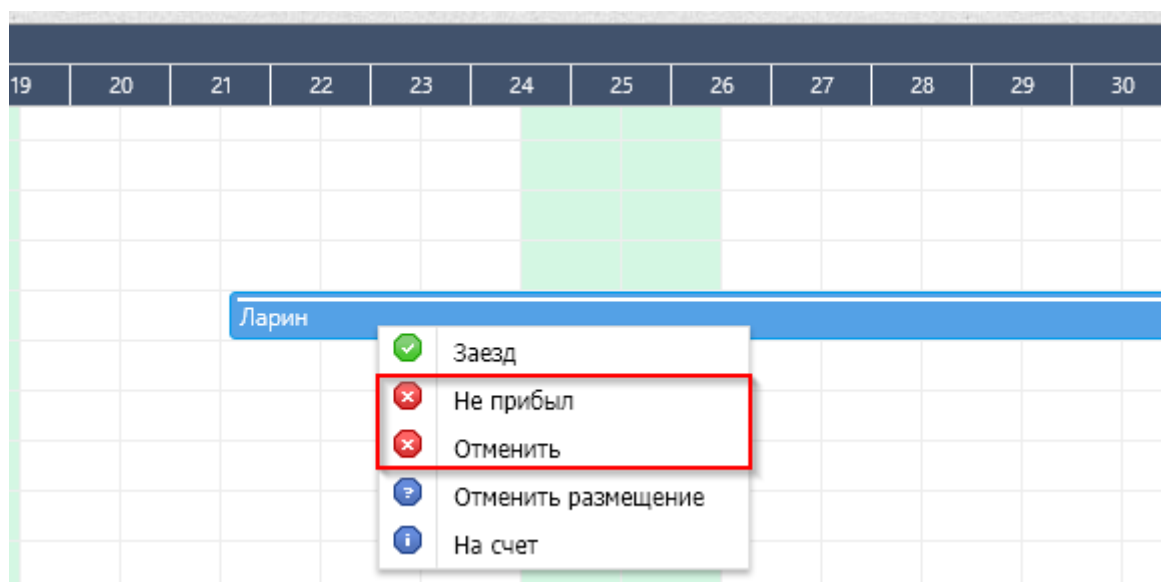 19 20 21 22 23 24 25 26 27 28 29 30
Ларин
Заезд
Не прибыл
Отменить
Отменить размещение
На счет